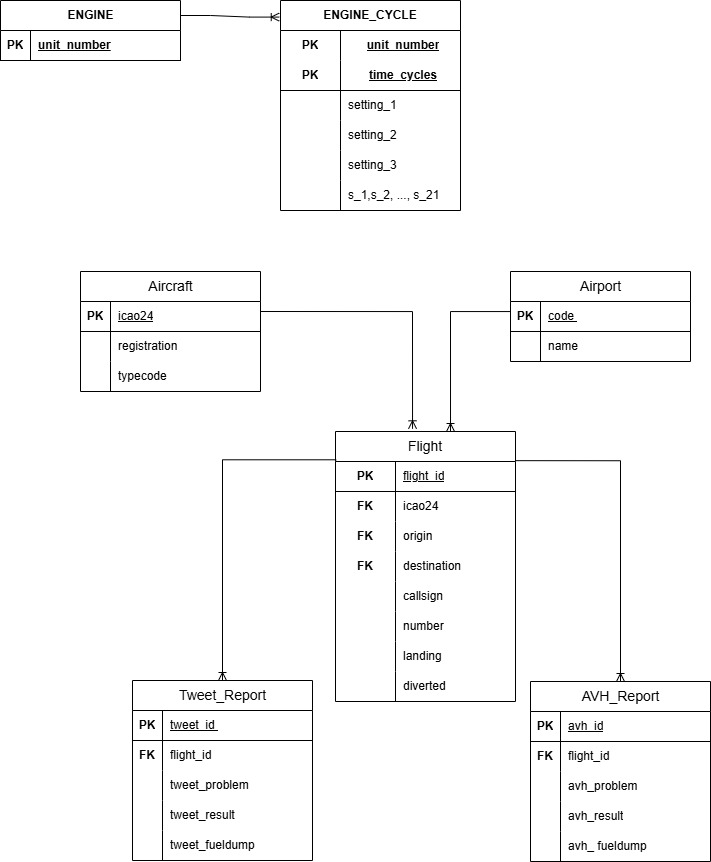 ENGINE
PK unit_number
ENGINE_CYCLE
PK unit_number
PK time_cycles
setting_1
setting_2
setting_3
s_1,s_2, ..., s_21
Aircraft
PK icao24
registration
typecode
Airport
PK code
name
Flight
PK flight_id
FK icao24
FK origin
FK destination
callsign
number
landing
diverted
Tweet_Report
PK tweet_id
FK flight_id
tweet_problem
tweet_result
tweet_fueldump
AVH_Report
PK avh_id
FK flight_id
avh_problem
avh_result
avh_ fueldump